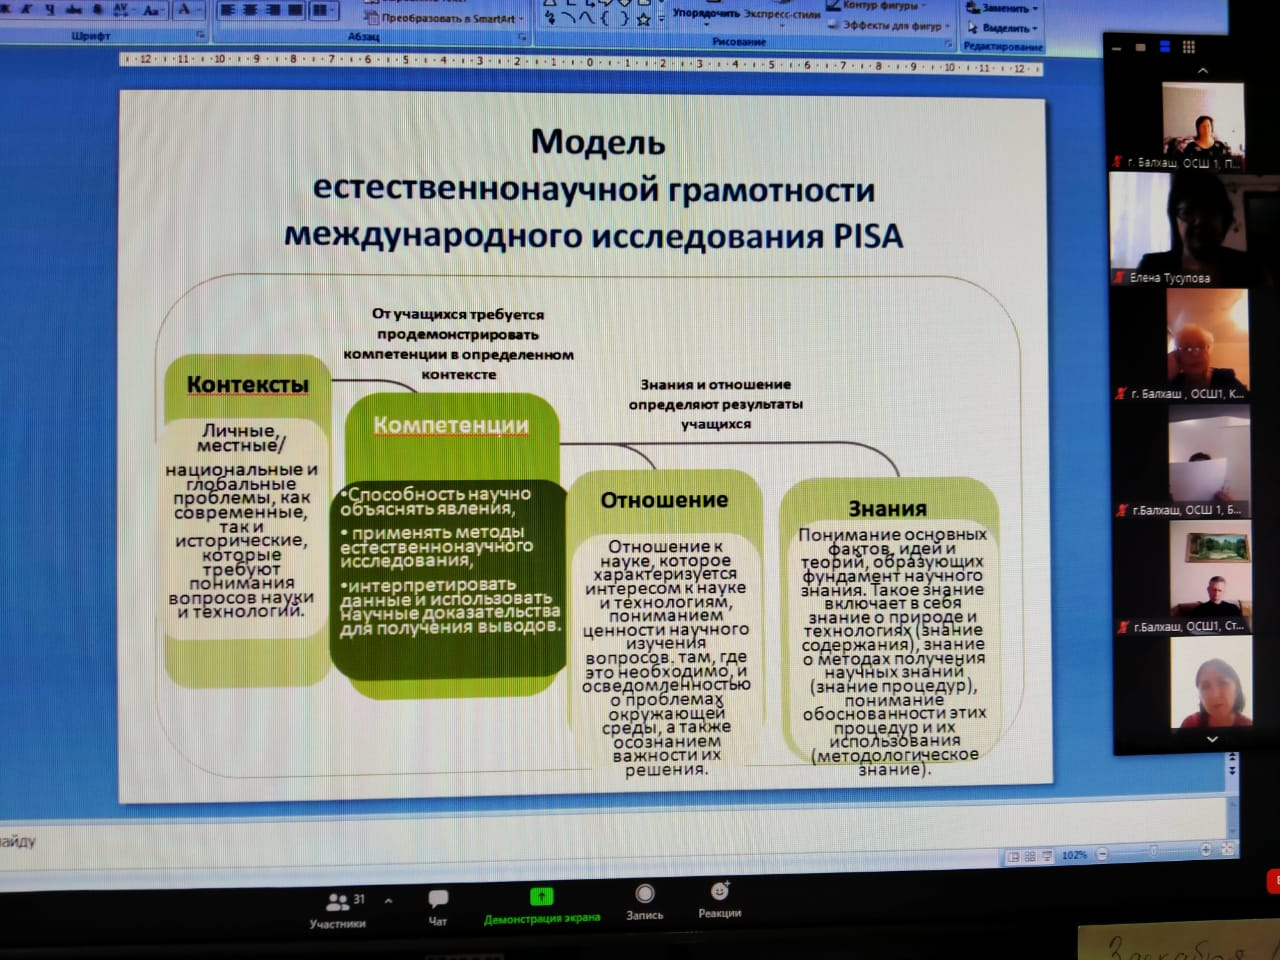 Преобразовать в SmartArt
Шрифт
Абзац
Упорядочить
Экспресс-стили
Контур фигуры
Эффекты для фигур
Рисование
Заменить
Выделить
Редактирование
Модель
естественнонаучной грамотности
международного исследования PISA
От учащихся требуется
продемонстрировать
компетенции в определенном
контексте
Знания и отношение
определяют результаты
учащихся
Контексты
Личные,
местные/
национальные и
глобальные
проблемы, как
современные,
так и
исторические,
которые
требуют
понимания
вопросов науки
и технологий.
Компетенции
•Способность научно
объяснять явления,
• применять методы
естественнонаучного
исследования,
•интерпретировать
данные и использовать
научные доказательства
для получения выводов.
Отношение
Отношение к
науке, которое
характеризуется
интересом к науке
и технологиям,
пониманием
ценности научного
изучения
вопросов. там, где
это необходимо, и
осведомленностью
о проблемах
окружающей
среды, а также
осознанием
важности их
решения.
Знания
Понимание основных
фактов, идей и
теорий, образующих
фундамент научного
знания. Такое знание
включает в себя
знание о природе и
технологиях (знание
содержания), знание
о методах получения
научных знаний
(знание процедур),
понимание
обоснованности этих
процедур и их
использования
(методологическое
знание).
г. Балхаш, ОСШ 1, П...
Елена Тусупова
г. Балхаш , ОСШ1, К...
г.Балхаш, ОСШ 1, Б...
г.Балхаш, ОСШ1, Ст...
102%
31
Участники
Чат
Демонстрация экрана
Запись
Реакции